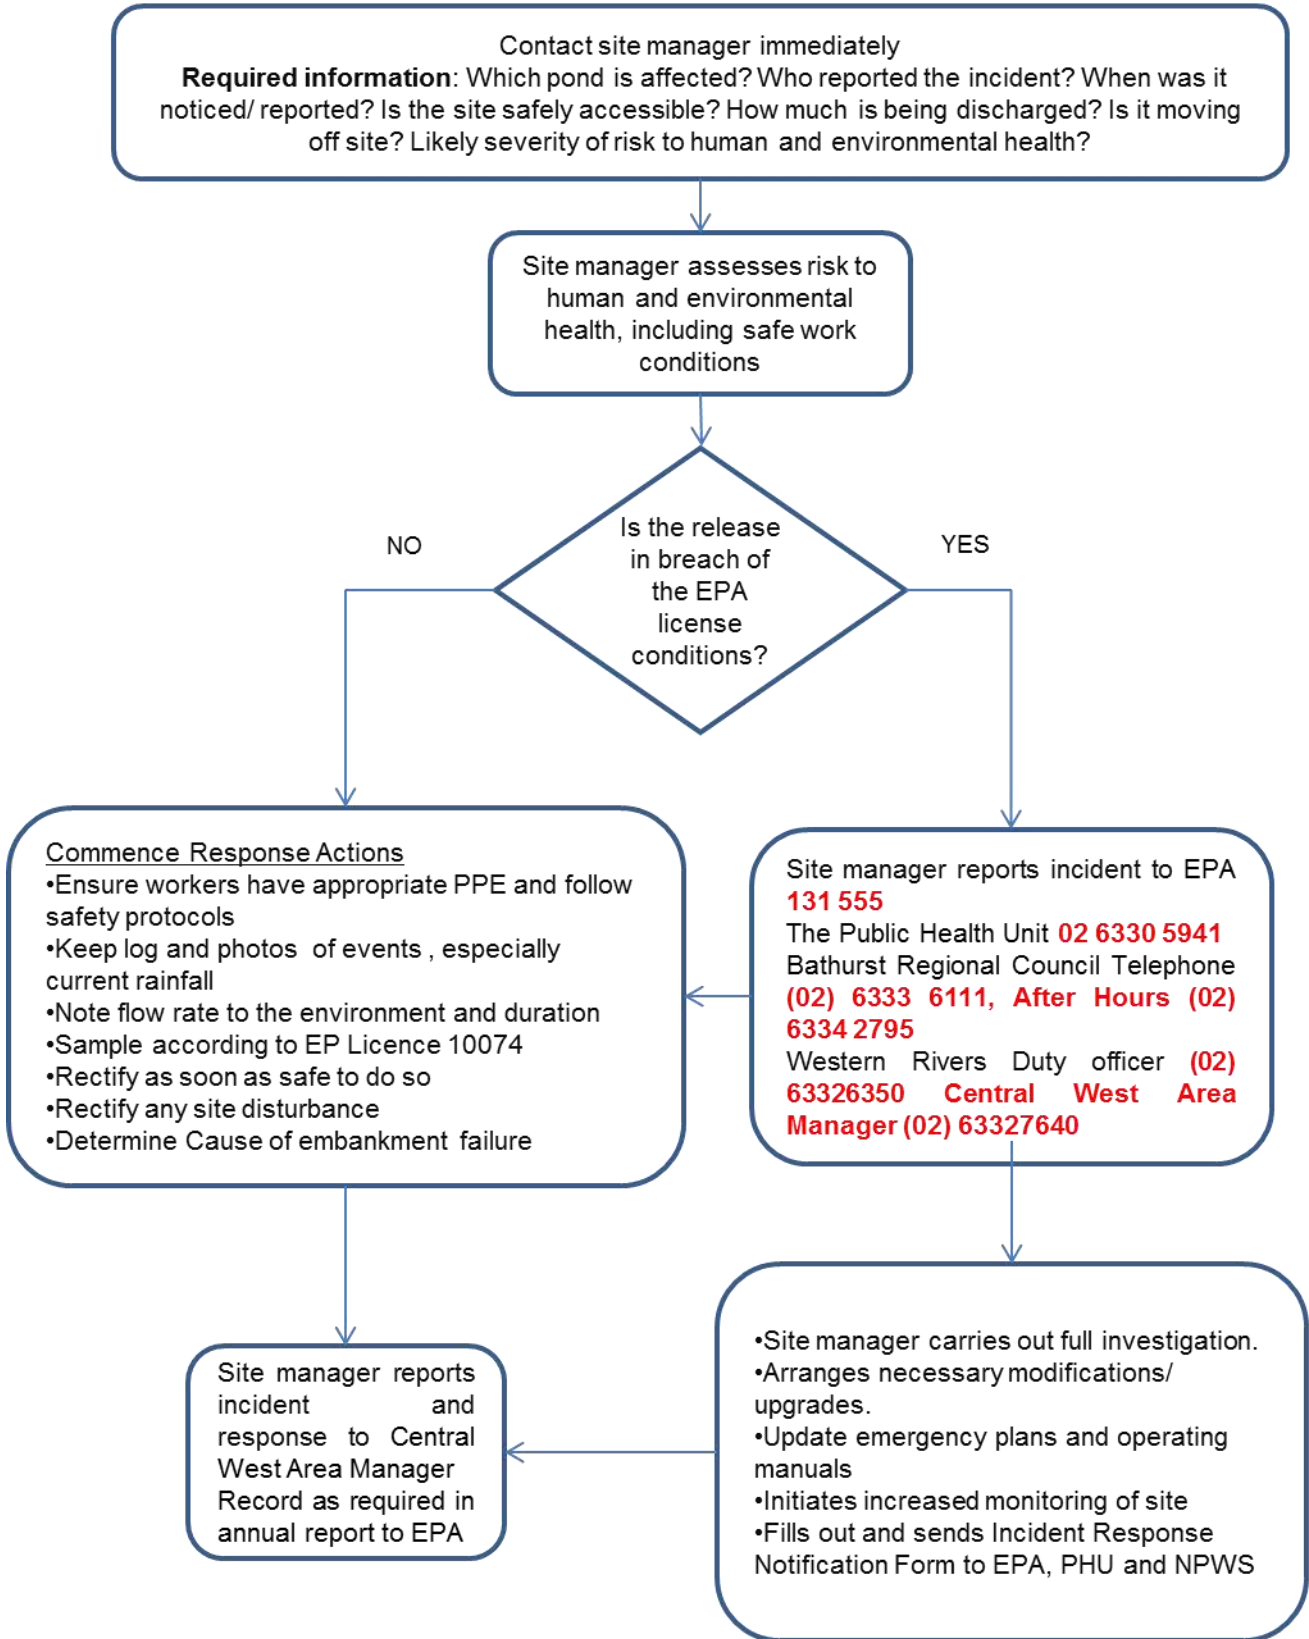 Contact site manager immediately
Required information: Which pond is affected? Who reported the incident? When was it
noticed/ reported? Is the site safely accessible? How much is being discharged? Is it moving
off site? Likely severity of risk to human and environmental health?
Site manager assesses risk to
human and environmental
health, including safe work
conditions
Is the release
in breach of
the EPA
license
conditions?
NO
YES
Commence Response Actions
•Ensure workers have appropriate PPE and follow
safety protocols
•Keep log and photos of events , especially
current rainfall
•Note flow rate to the environment and duration
•Sample according to EP Licence 10074
•Rectify as soon as safe to do so
•Rectify any site disturbance
•Determine Cause of embankment failure
Site manager reports incident to EPA
131 555
The Public Health Unit 02 6330 5941
Bathurst Regional Council Telephone
(02) 6333 6111, After Hours (02)
6334 2795
Western Rivers Duty officer (02)
63326350 Central West Area
Manager (02) 63327640
Site manager reports
incident and
response to Central
West Area Manager
Record as required in
annual report to EPA
•Site manager carries out full investigation.
•Arranges necessary modifications/
upgrades.
•Update emergency plans and operating
manuals
•Initiates increased monitoring of site
•Fills out and sends Incident Response
Notification Form to EPA, PHU and NPWS